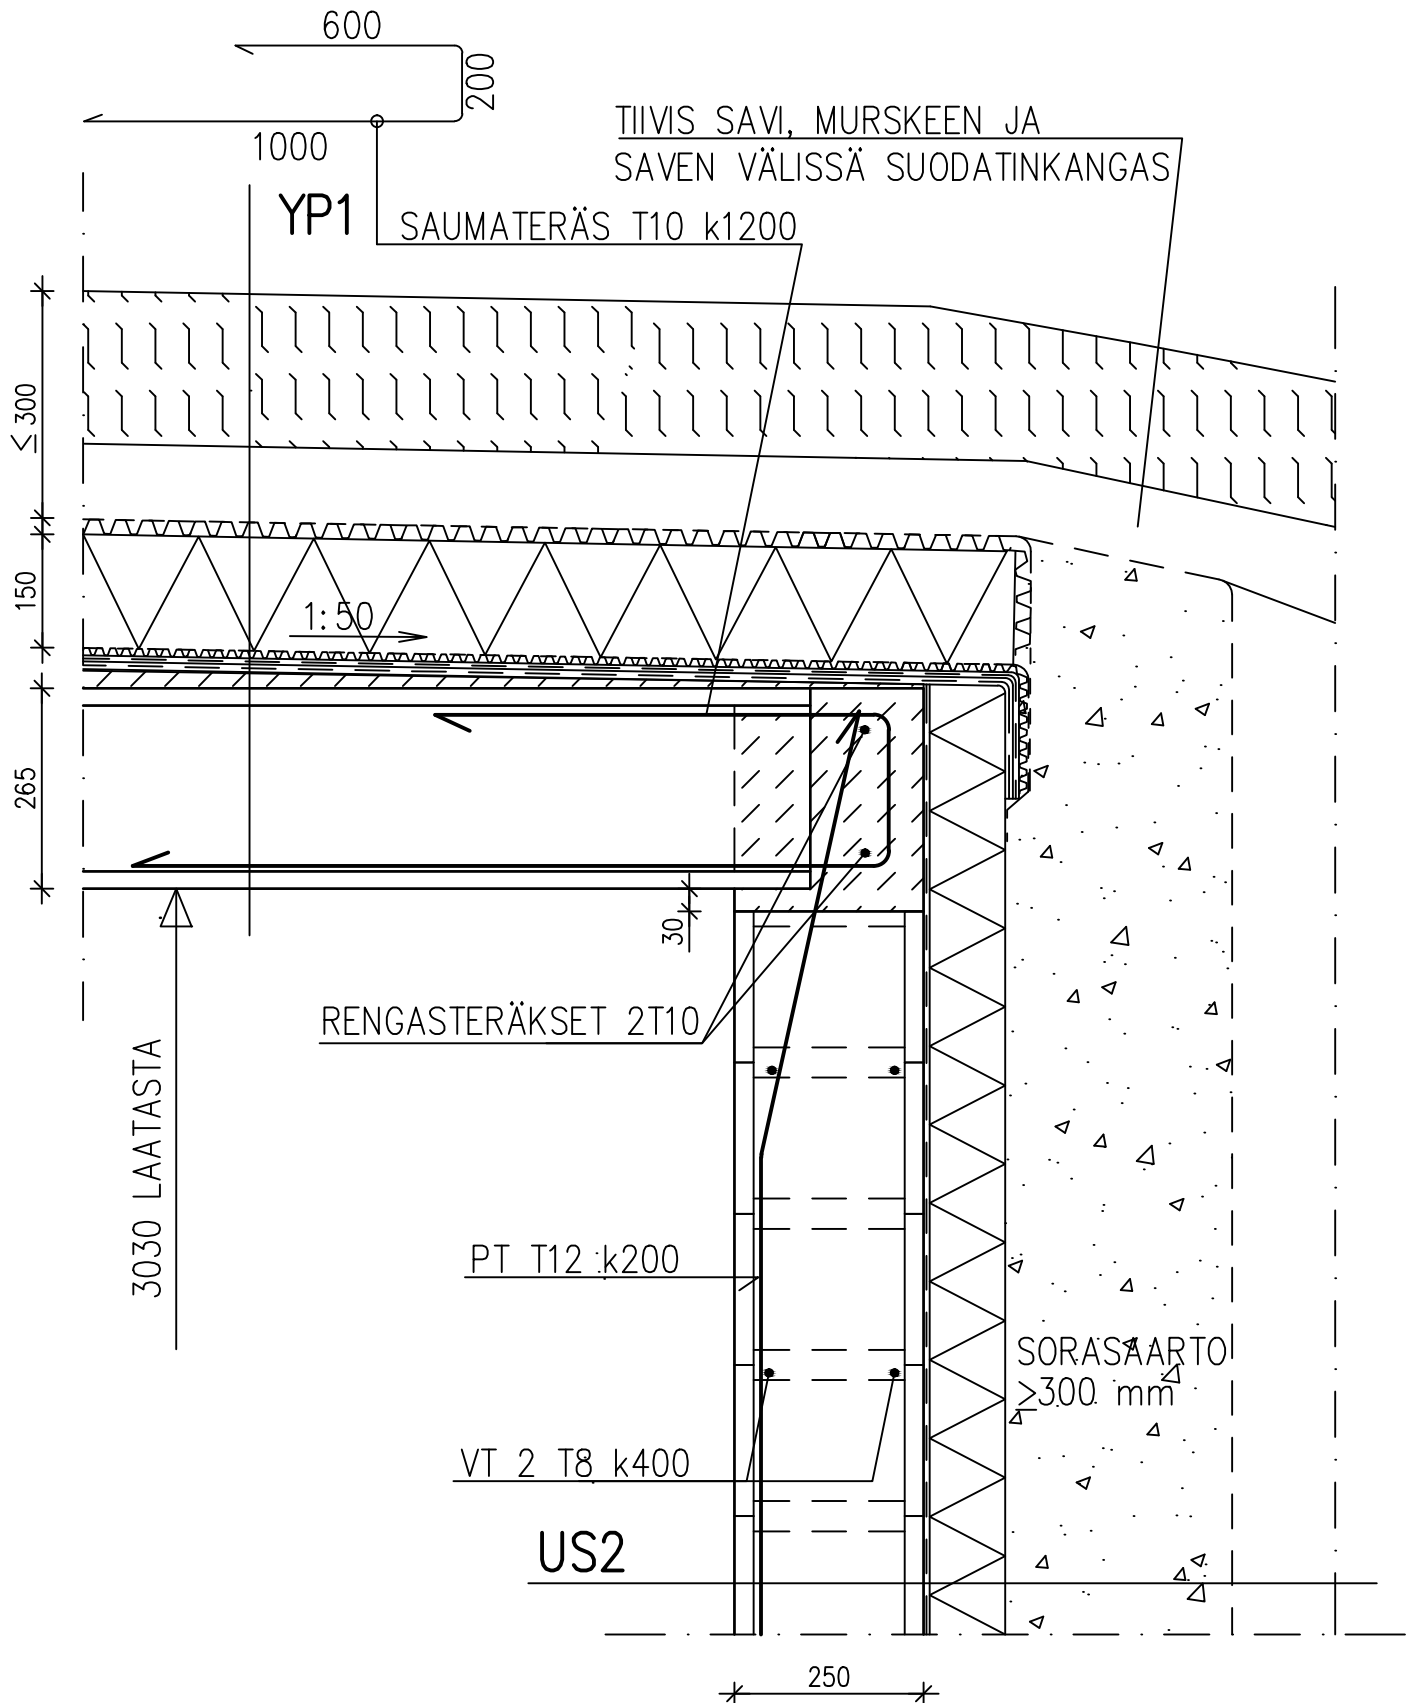 600
200
1000
TIIVIS SAVI, MURSKEEN JA
SAVEN VÄLISSÄ SUODATINKANGAS
YP1
SAUMATERÄS T10 k1200
≤300
150
1:50
265
30
RENGASTERÄKSET 2T10
3030 LAATASTA
PT T12 k200
SORASAARTO
≥300 mm
VT 2 T8 k400
US2
250